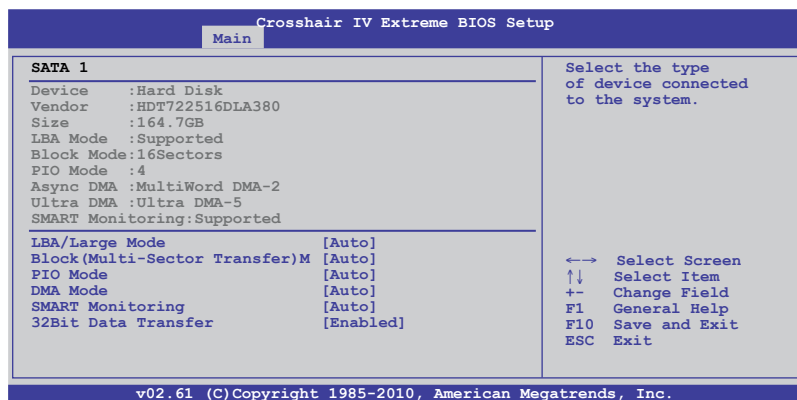 Crosshair IV Extreme BIOS Setup
Main
SATA 1
Device :Hard Disk
Vendor :HDT722516DLA380
Size :164.7GB
LBA Mode :Supported
Block Mode:16Sectors
PIO Mode :4
Async DMA :MultiWord DMA-2
Ultra DMA :Ultra DMA-5
SMART Monitoring:Supported
LBA/Large Mode [Auto]
Block(Multi-Sector Transfer)M [Auto]
PIO Mode [Auto]
DMA Mode [Auto]
SMART Monitoring [Auto]
32Bit Data Transfer [Enabled]
Select the type
of device connected
to the system.
←→ Select Screen
↑↓ Select Item
+- Change Field
F1 General Help
F10 Save and Exit
ESC Exit
v02.61 (C)Copyright 1985-2010, American Megatrends, Inc.